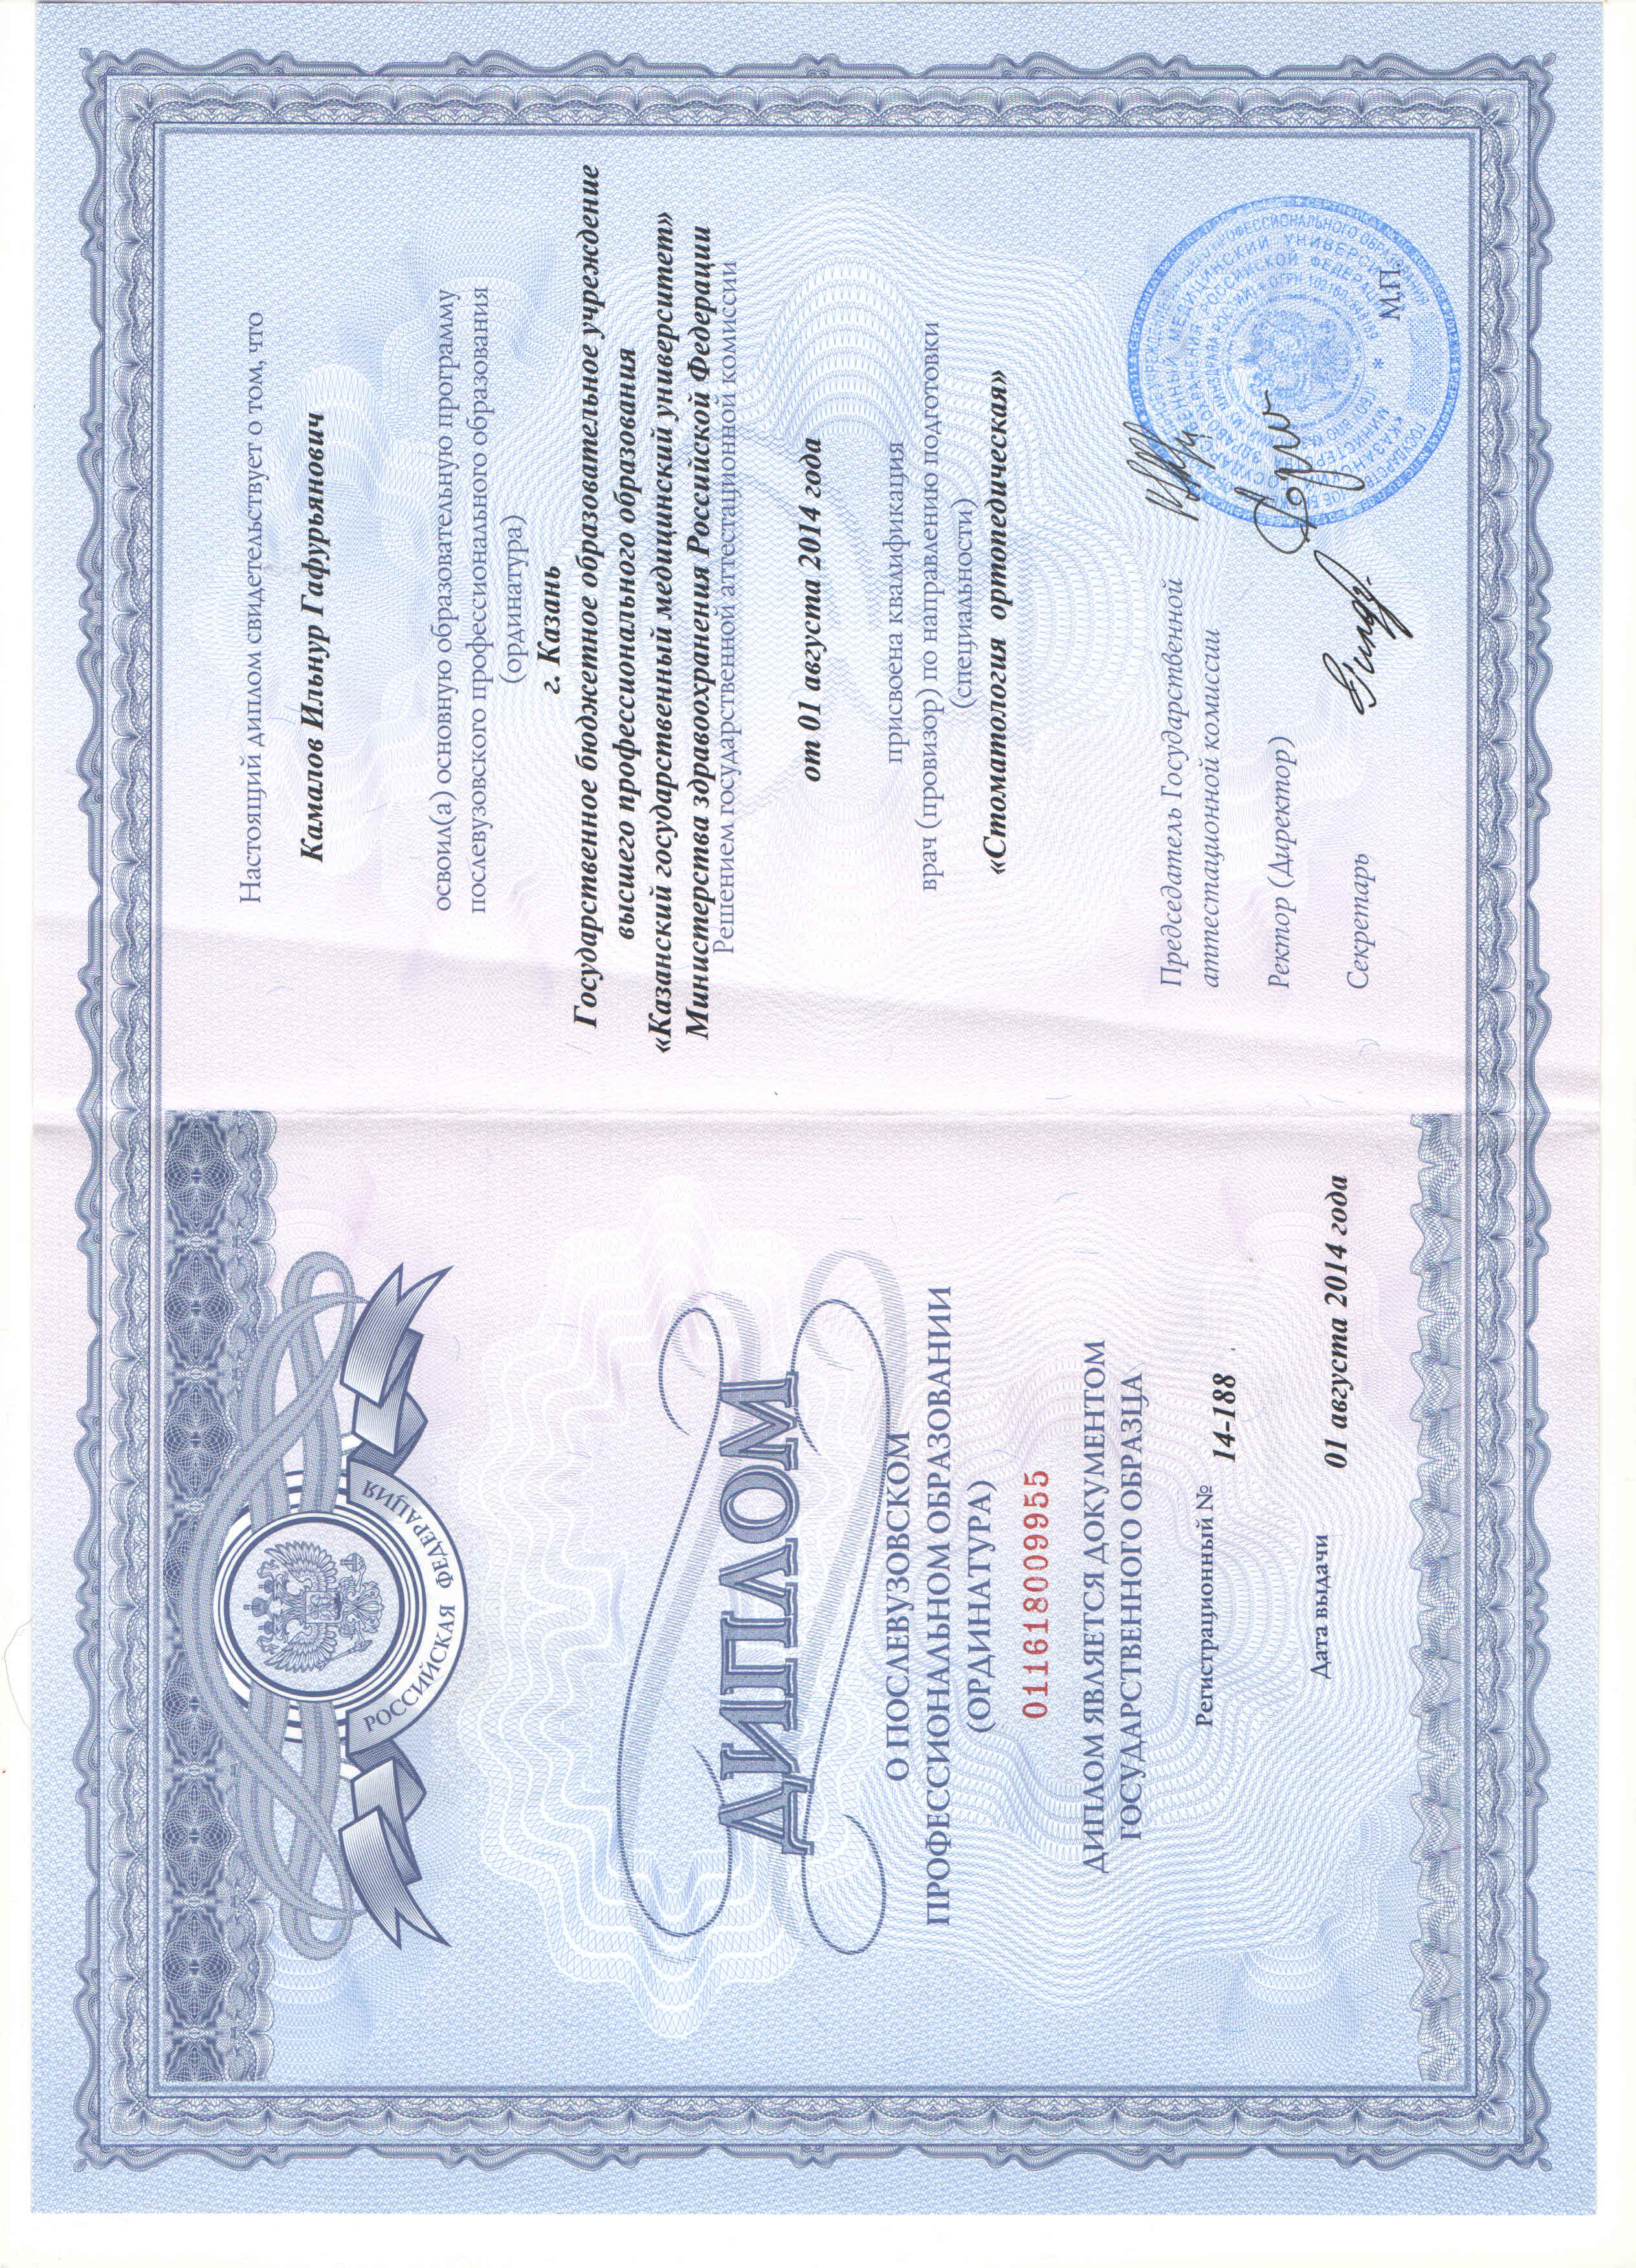 РОССИЙСКАЯ ФЕДЕРАЦИЯ
ДИПЛОМ
О ПОСЛЕВУЗОВСКОМ
ПРОФЕССИОНАЛЬНОМ ОБРАЗОВАНИИ
(ОРДИНАТУРА)
011618009955
ДИПЛОМ ЯВЛЯЕТСЯ ДОКУМЕНТОМ
ГОСУДАРСТВЕННОГО ОБРАЗЦА
Регистрационный № 14-188
Дата выдачи 01 августа 2014 года
Настоящий диплом свидетельствует о том, что
Камалов Ильнур Гафурьянович
освоил(а) основную образовательную программу
послевузовского профессионального образования
(ординатура)
г. Казань
Государственное бюджетное образовательное учреждение
высшего профессионального образования
«Казанский государственный медицинский университет»
Министерства здравоохранения Российской Федерации
Решением государственной аттестационной комиссии
от 01 августа 2014 года
присвоена квалификация
врач (провизор) по направлению подготовки
(специальности)
«Стоматология ортопедическая»
Председатель Государственной
аттестационной комиссии
Ректор (Директор)
Секретарь
М.П.